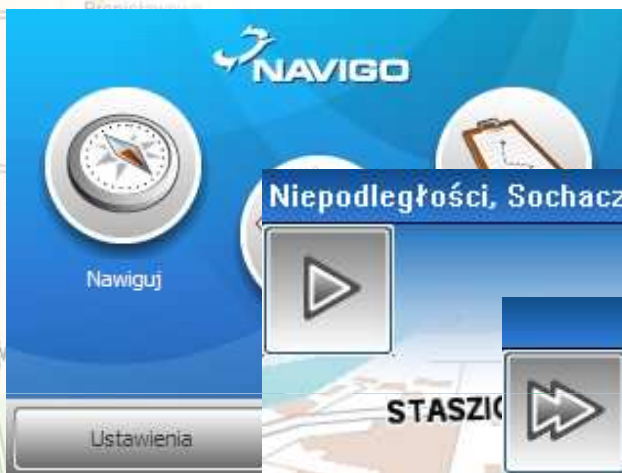 NAVIGO
Niepodległości, Sochacz
Nawiguj
STASZIC
Ustawienia